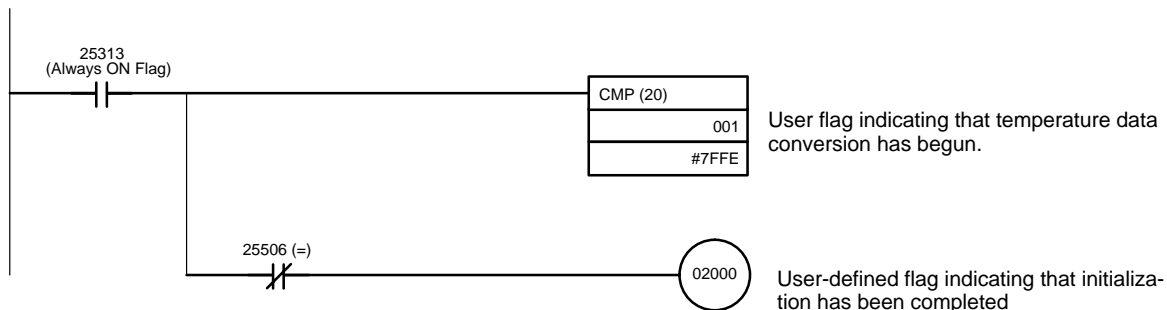 25313
(Always ON Flag)
CMP (20)
001
#7FFE
User flag indicating that temperature data
conversion has begun.
25506 (=)
02000
User-defined flag indicating that initializa-
tion has been completed